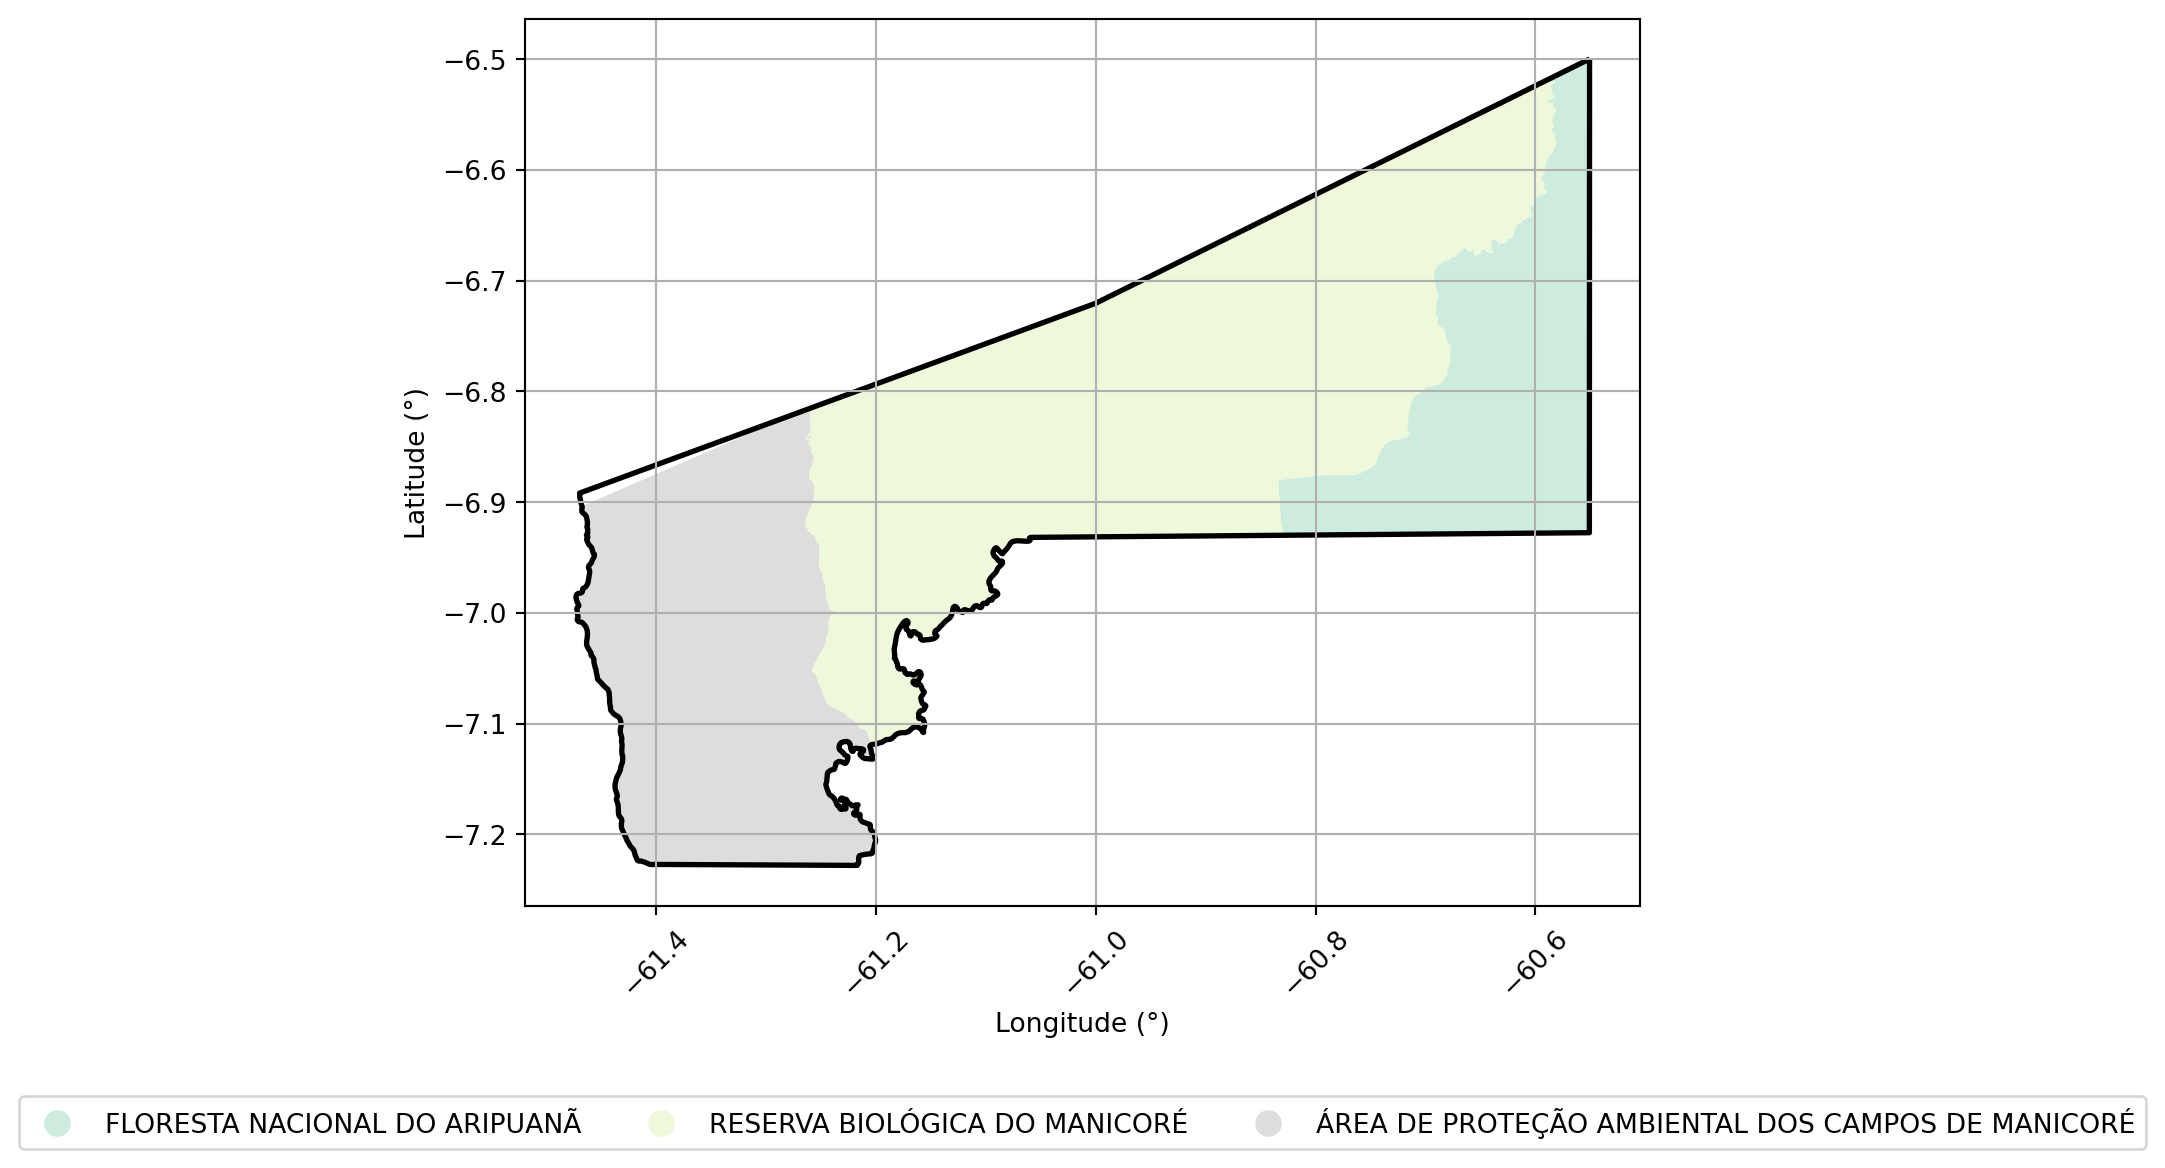 −6.5
−6.6
−6.7
−6.8
−6.9
−7.0
−7.1
−7.2
Latitude (°)
−61.4
−61.2
−61.0
−60.8
−60.6
Longitude (°)
FLORESTA NACIONAL DO ARIPUANÃ
RESERVA BIOLÓGICA DO MANICORÉ
ÁREA DE PROTEÇÃO AMBIENTAL DOS CAMPOS DE MANICORÉ